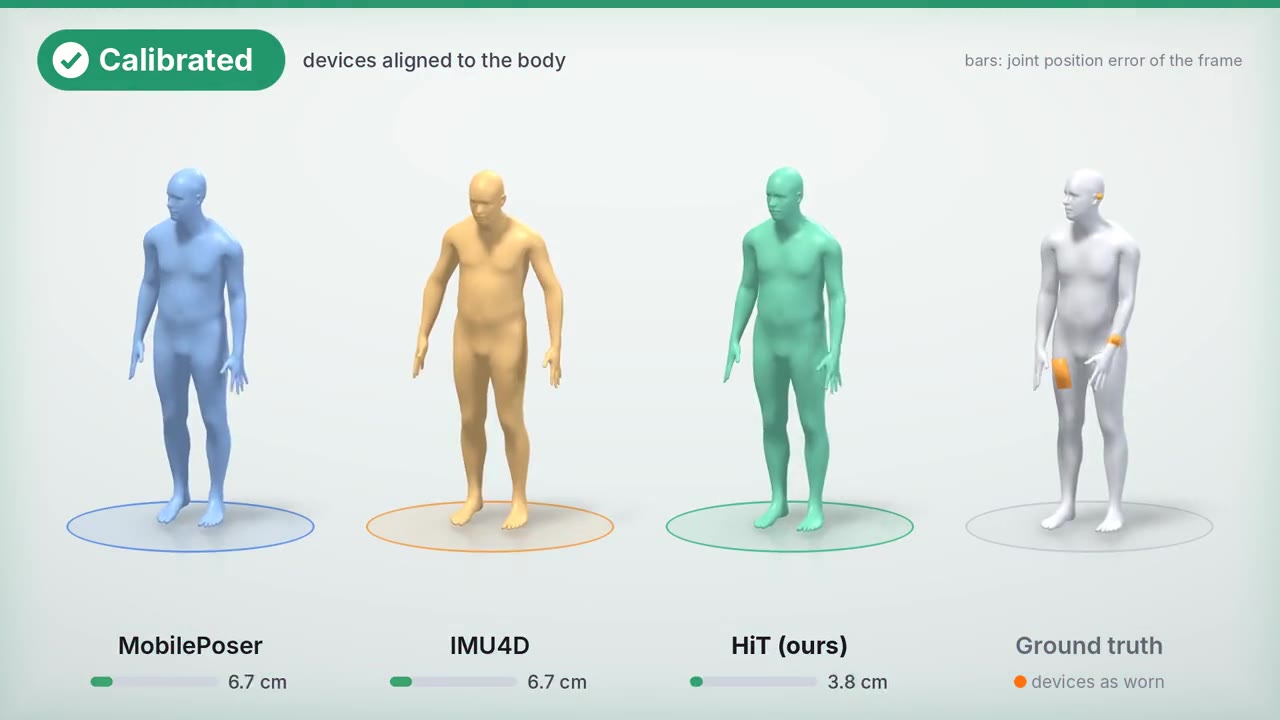 Calibrated
devices aligned to the body
bars: joint position error of the frame
MobilePoser
6.7 cm
IMU4D
6.7 cm
HiT (ours)
3.8 cm
Ground truth
devices as worn